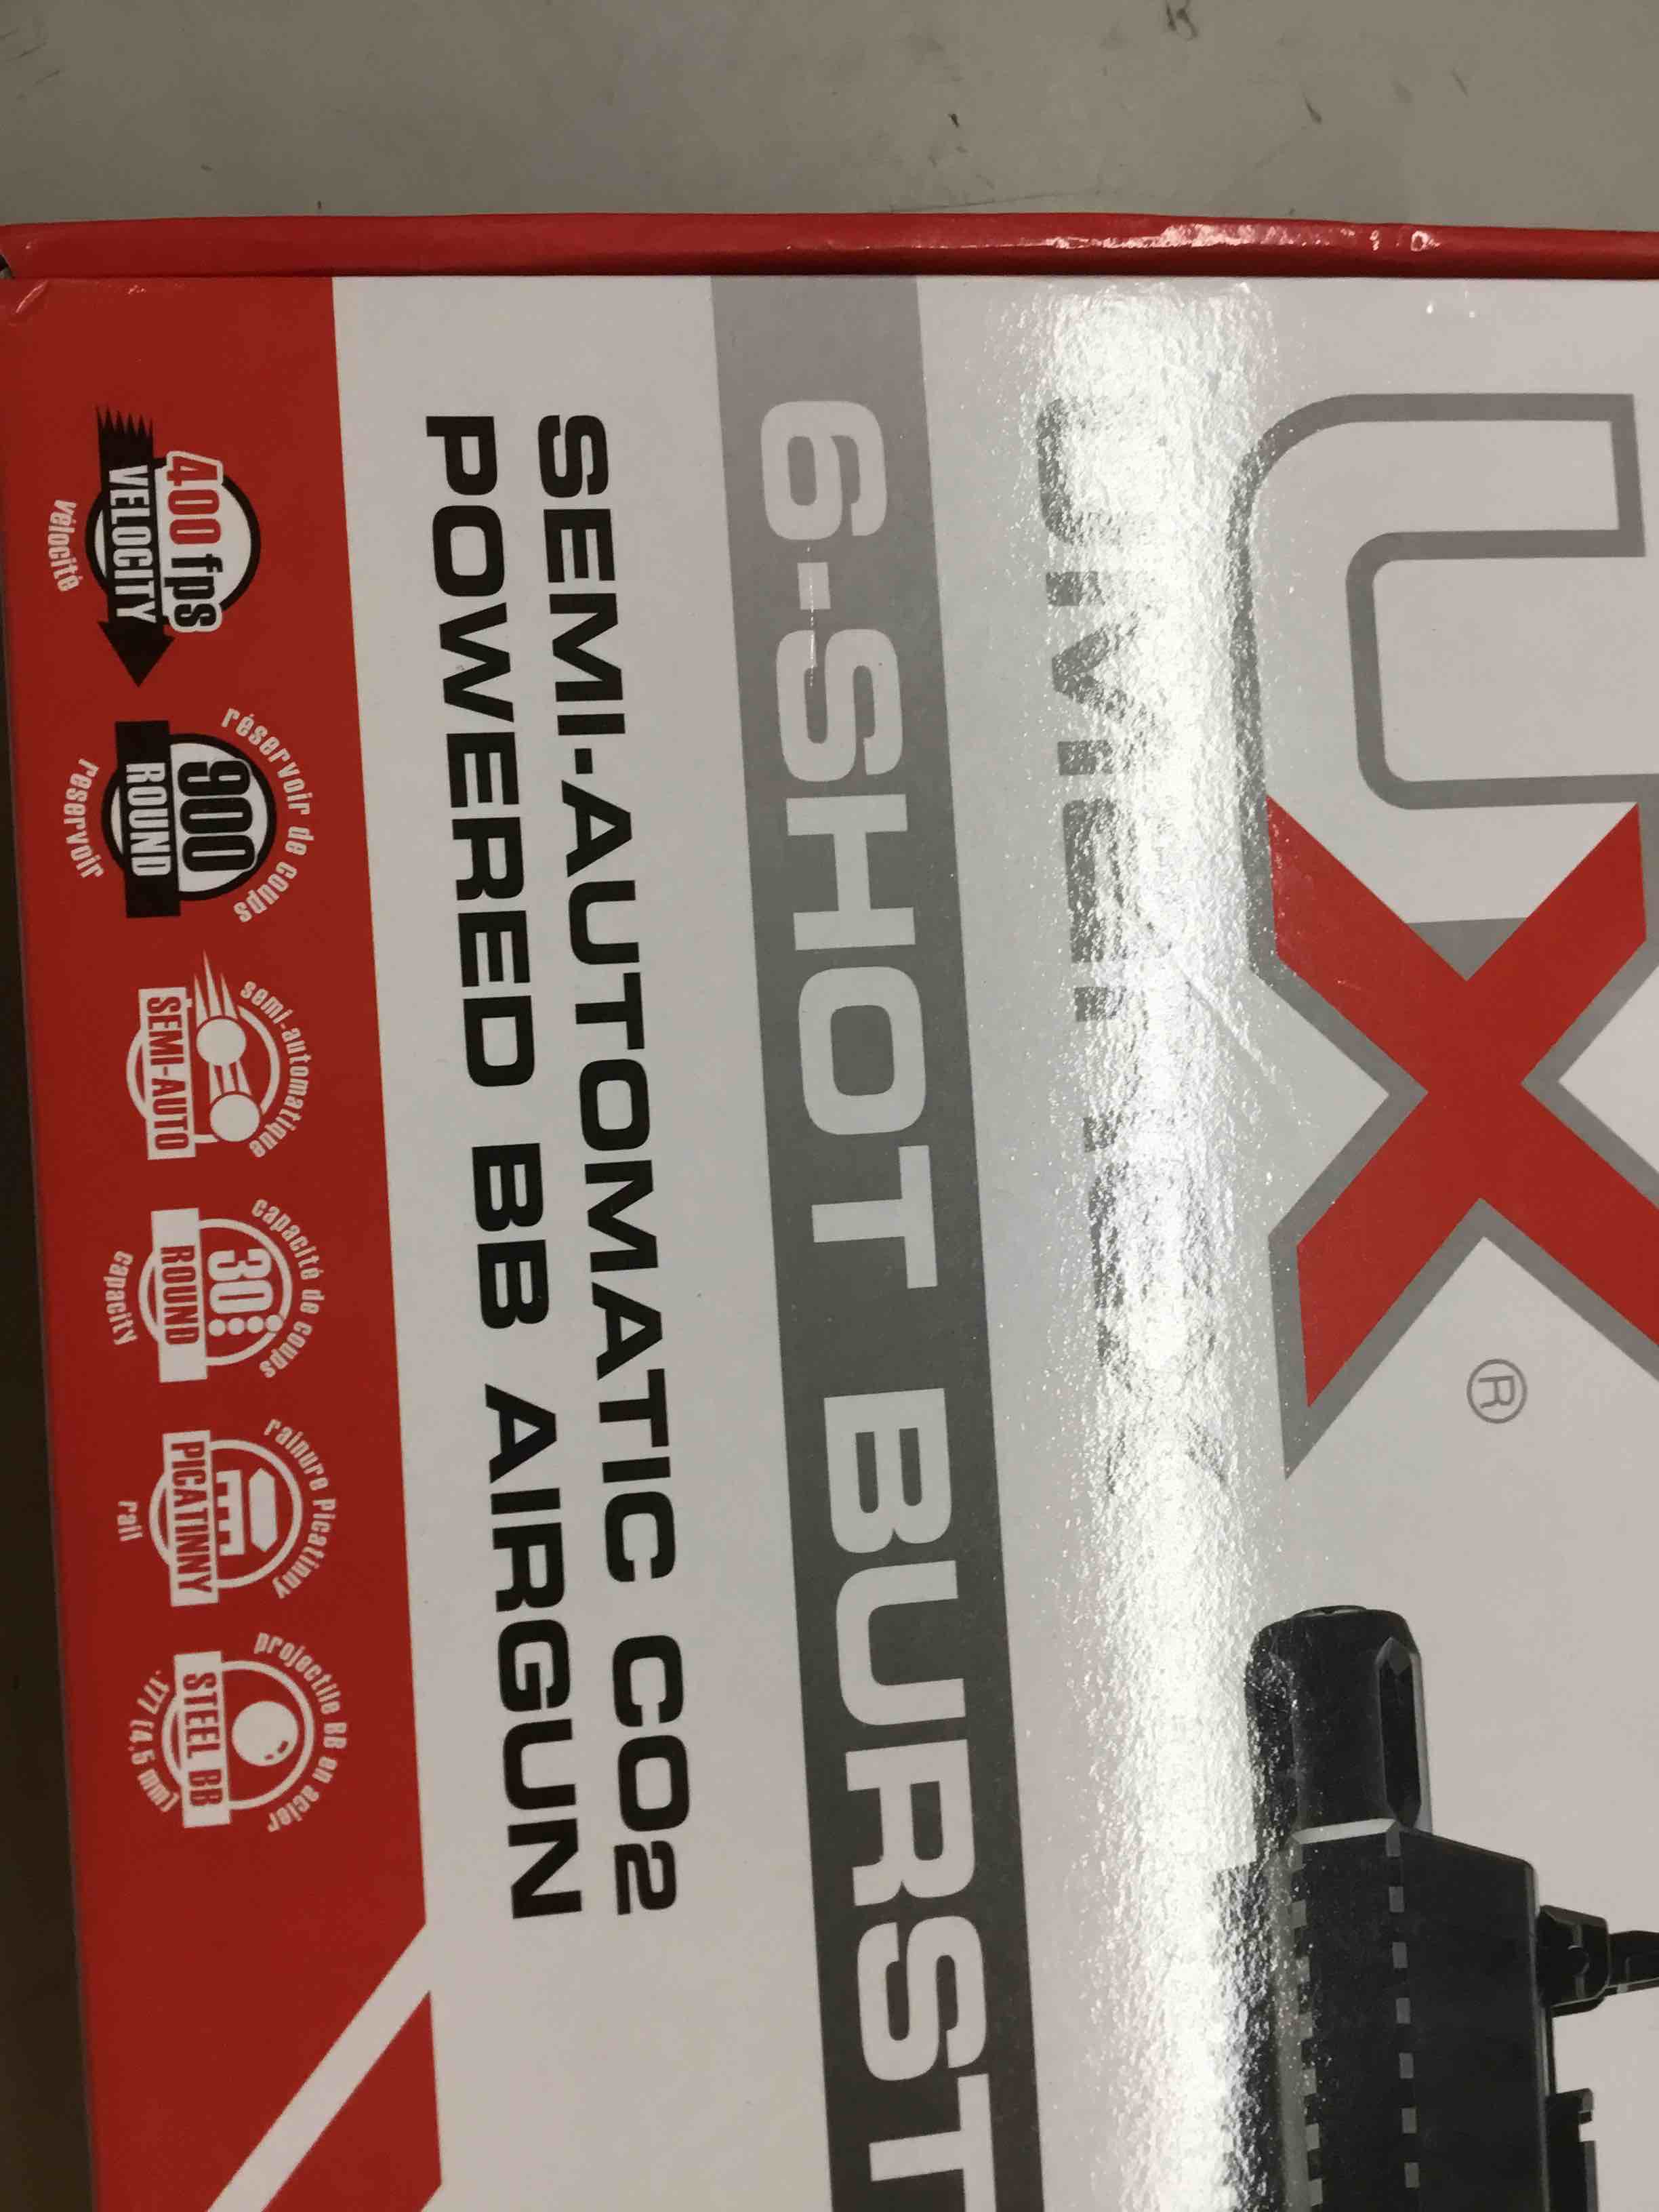 UX
®
UMAREX
6-SHOT BURST
SEMI-AUTOMATIC CO2
POWERED BB AIRGUN
400 fps
VELOCITY
vélocité
réservoir de coups
900
ROUND
reservoir
semi-automatique
SEMI-AUTO
capacité de coups
30
ROUND
capacity
rainure Picatinny
PICATINNY
rail
projectile BB en acier
STEEL BB
.177 (4,5 mm)